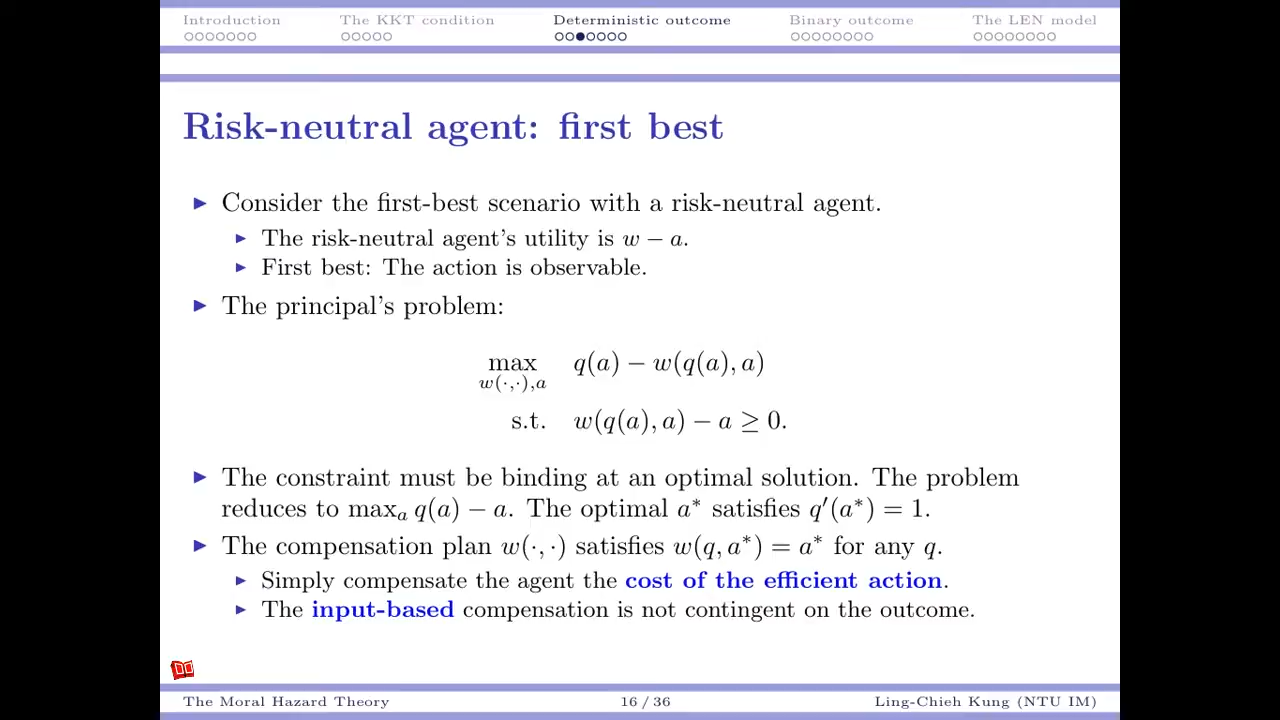 Introduction The KKT condition Deterministic outcome Binary outcome The LEN model
Risk-neutral agent: first best
Consider the first-best scenario with a risk-neutral agent.
The risk-neutral agent's utility is w − a.
First best: The action is observable.
The principal's problem:
max q(a) − w(q(a), a)
w(·,·),a
s.t. w(q(a), a) − a ≥ 0.
The constraint must be binding at an optimal solution. The problem
reduces to maxₐ q(a) − a. The optimal a* satisfies q′(a*) = 1.
The compensation plan w(·, ·) satisfies w(q, a*) = a* for any q.
Simply compensate the agent the cost of the efficient action.
The input-based compensation is not contingent on the outcome.
The Moral Hazard Theory 16 / 36 Ling-Chieh Kung (NTU IM)